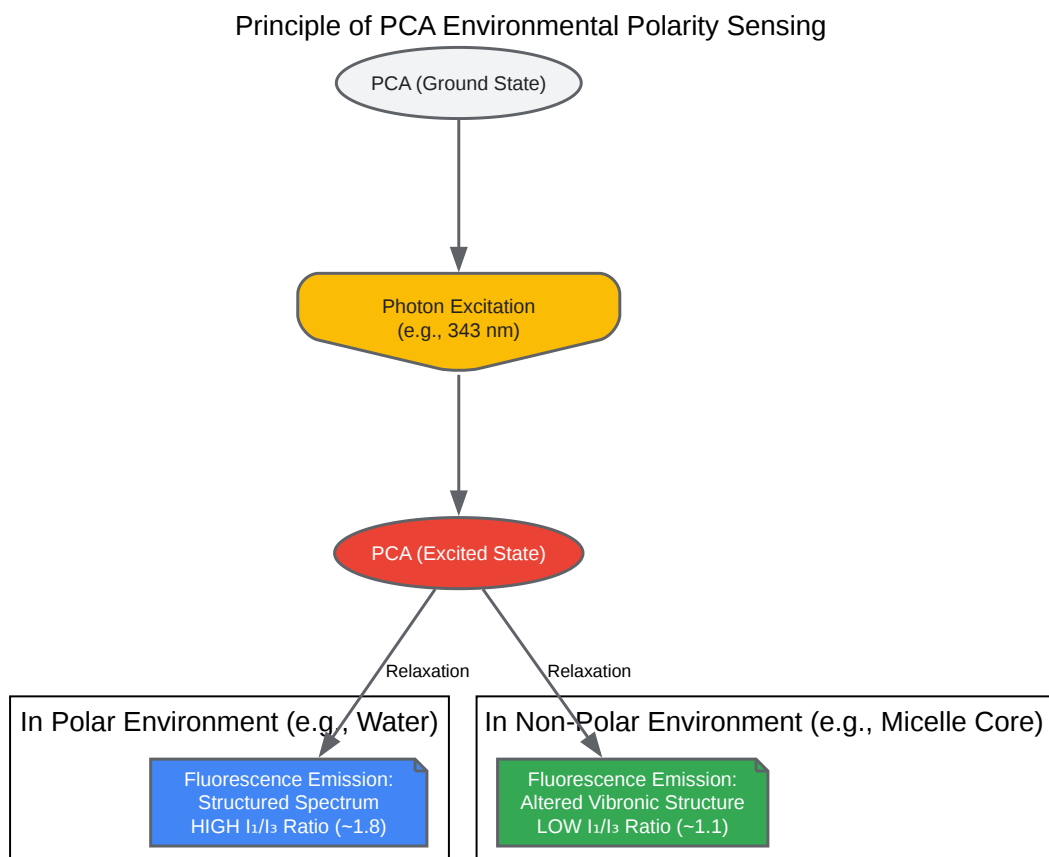 Principle of PCA Environmental Polarity Sensing
PCA (Ground State)
Photon Excitation
(e.g., 343 nm)
PCA (Excited State)
Relaxation
Relaxation
In Polar Environment (e.g., Water)
Fluorescence Emission:
Structured Spectrum
HIGH I₁/I₃ Ratio (~1.8)
In Non-Polar Environment (e.g., Micelle Core)
Fluorescence Emission:
Altered Vibronic Structure
LOW I₁/I₃ Ratio (~1.1)